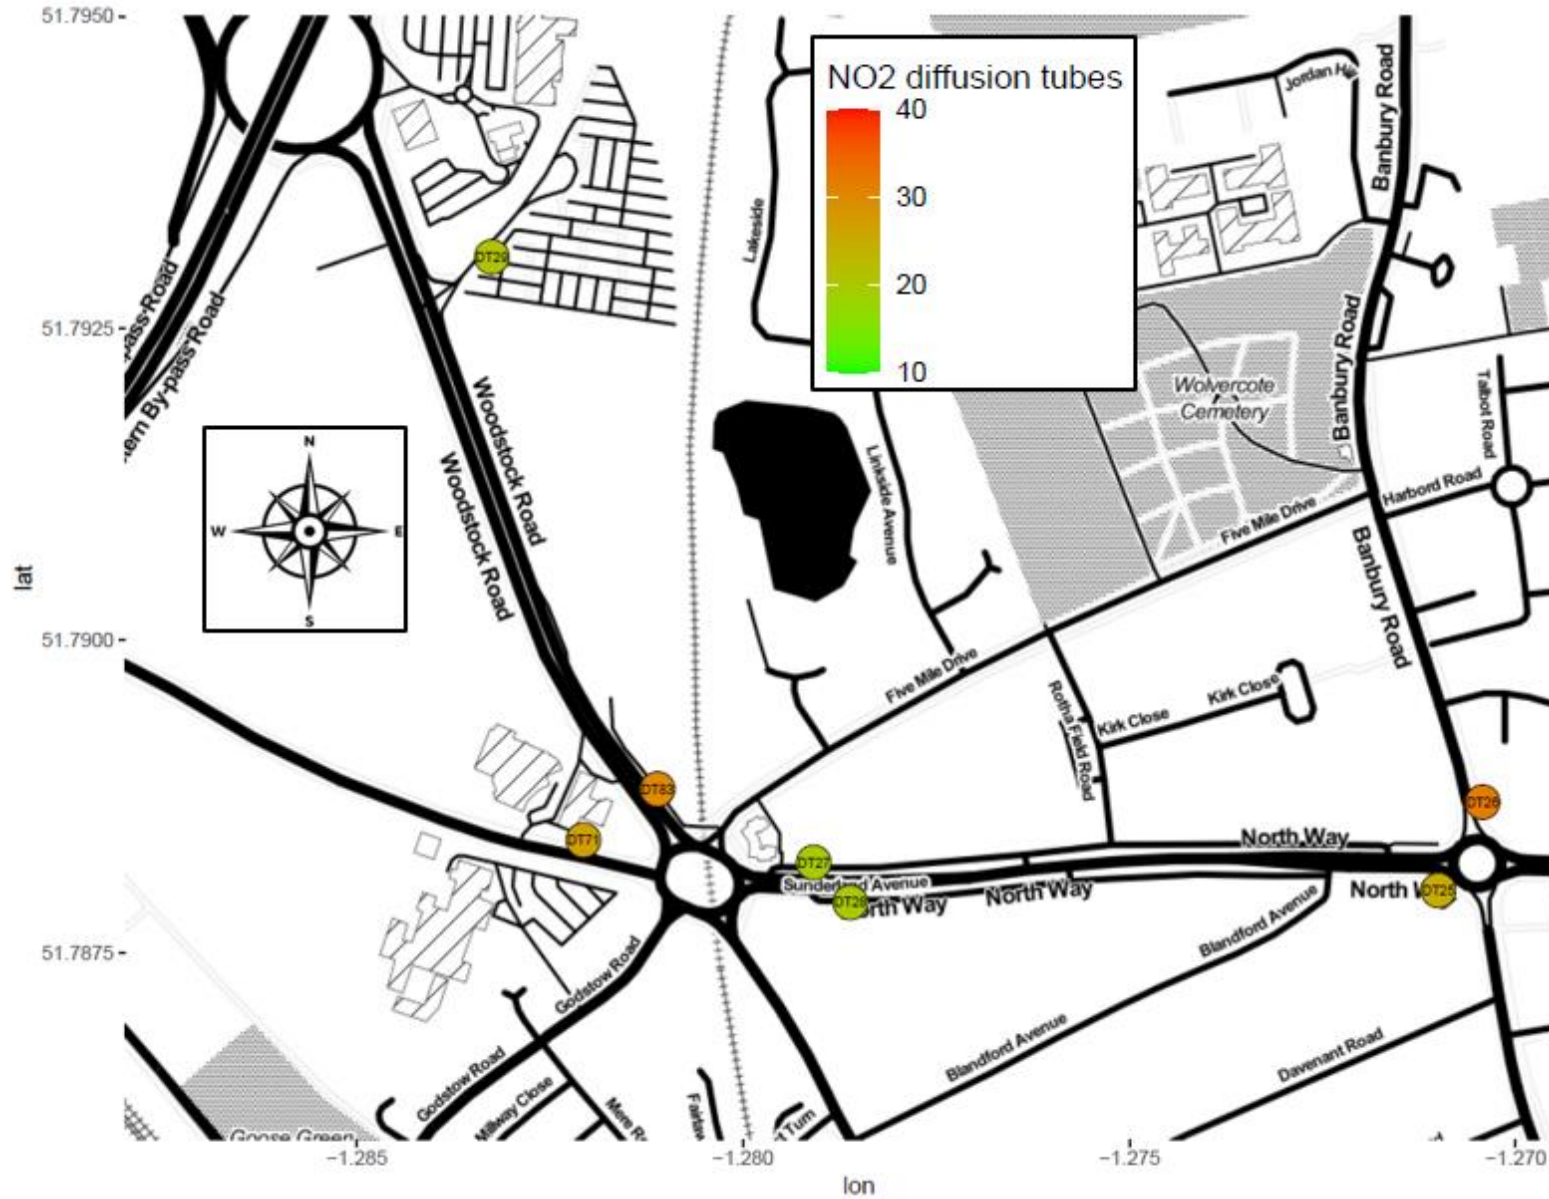 51.7950
51.7925
51.7900
51.7875
lat
−1.285
−1.280
−1.275
−1.270
lon
NO2 diffusion tubes
40
30
20
10
N
W
E
S
Jordan
Banbury Road
Banbury Road
Banbury Road
Lakeside
DT29
By-pass Road
Woodstock Road
Woodstock Road
Wolvercote
Cemetery
Talbot Road
Harbord Road
Five Mile Drive
Linkside Avenue
Five Mile Drive
Kirk Close
Kirk Close
Field Road
DT83
DT71
DT26
DT27
DT28
DT25
North Way
Sunderland Avenue
North Way
North
Blandford Avenue
Blandford Avenue
Davenant Road
Godstow Road
Godstow Road
Millway Close
Mere
Turn
Goose Green